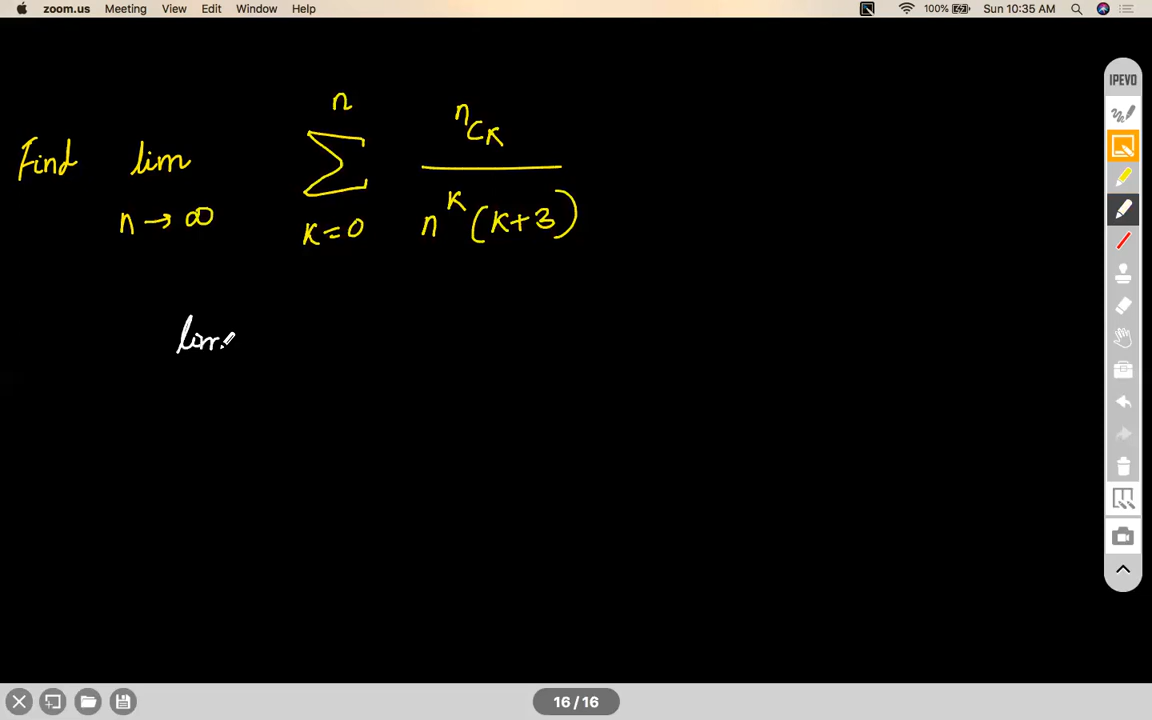 zoom.us Meeting View Edit Window Help 100% Sun 10:35 AM
IPEVO
Find lim n→∞ n ∑ k=0 ⁿCₖ / nᵏ(k+3)
lim
16 / 16